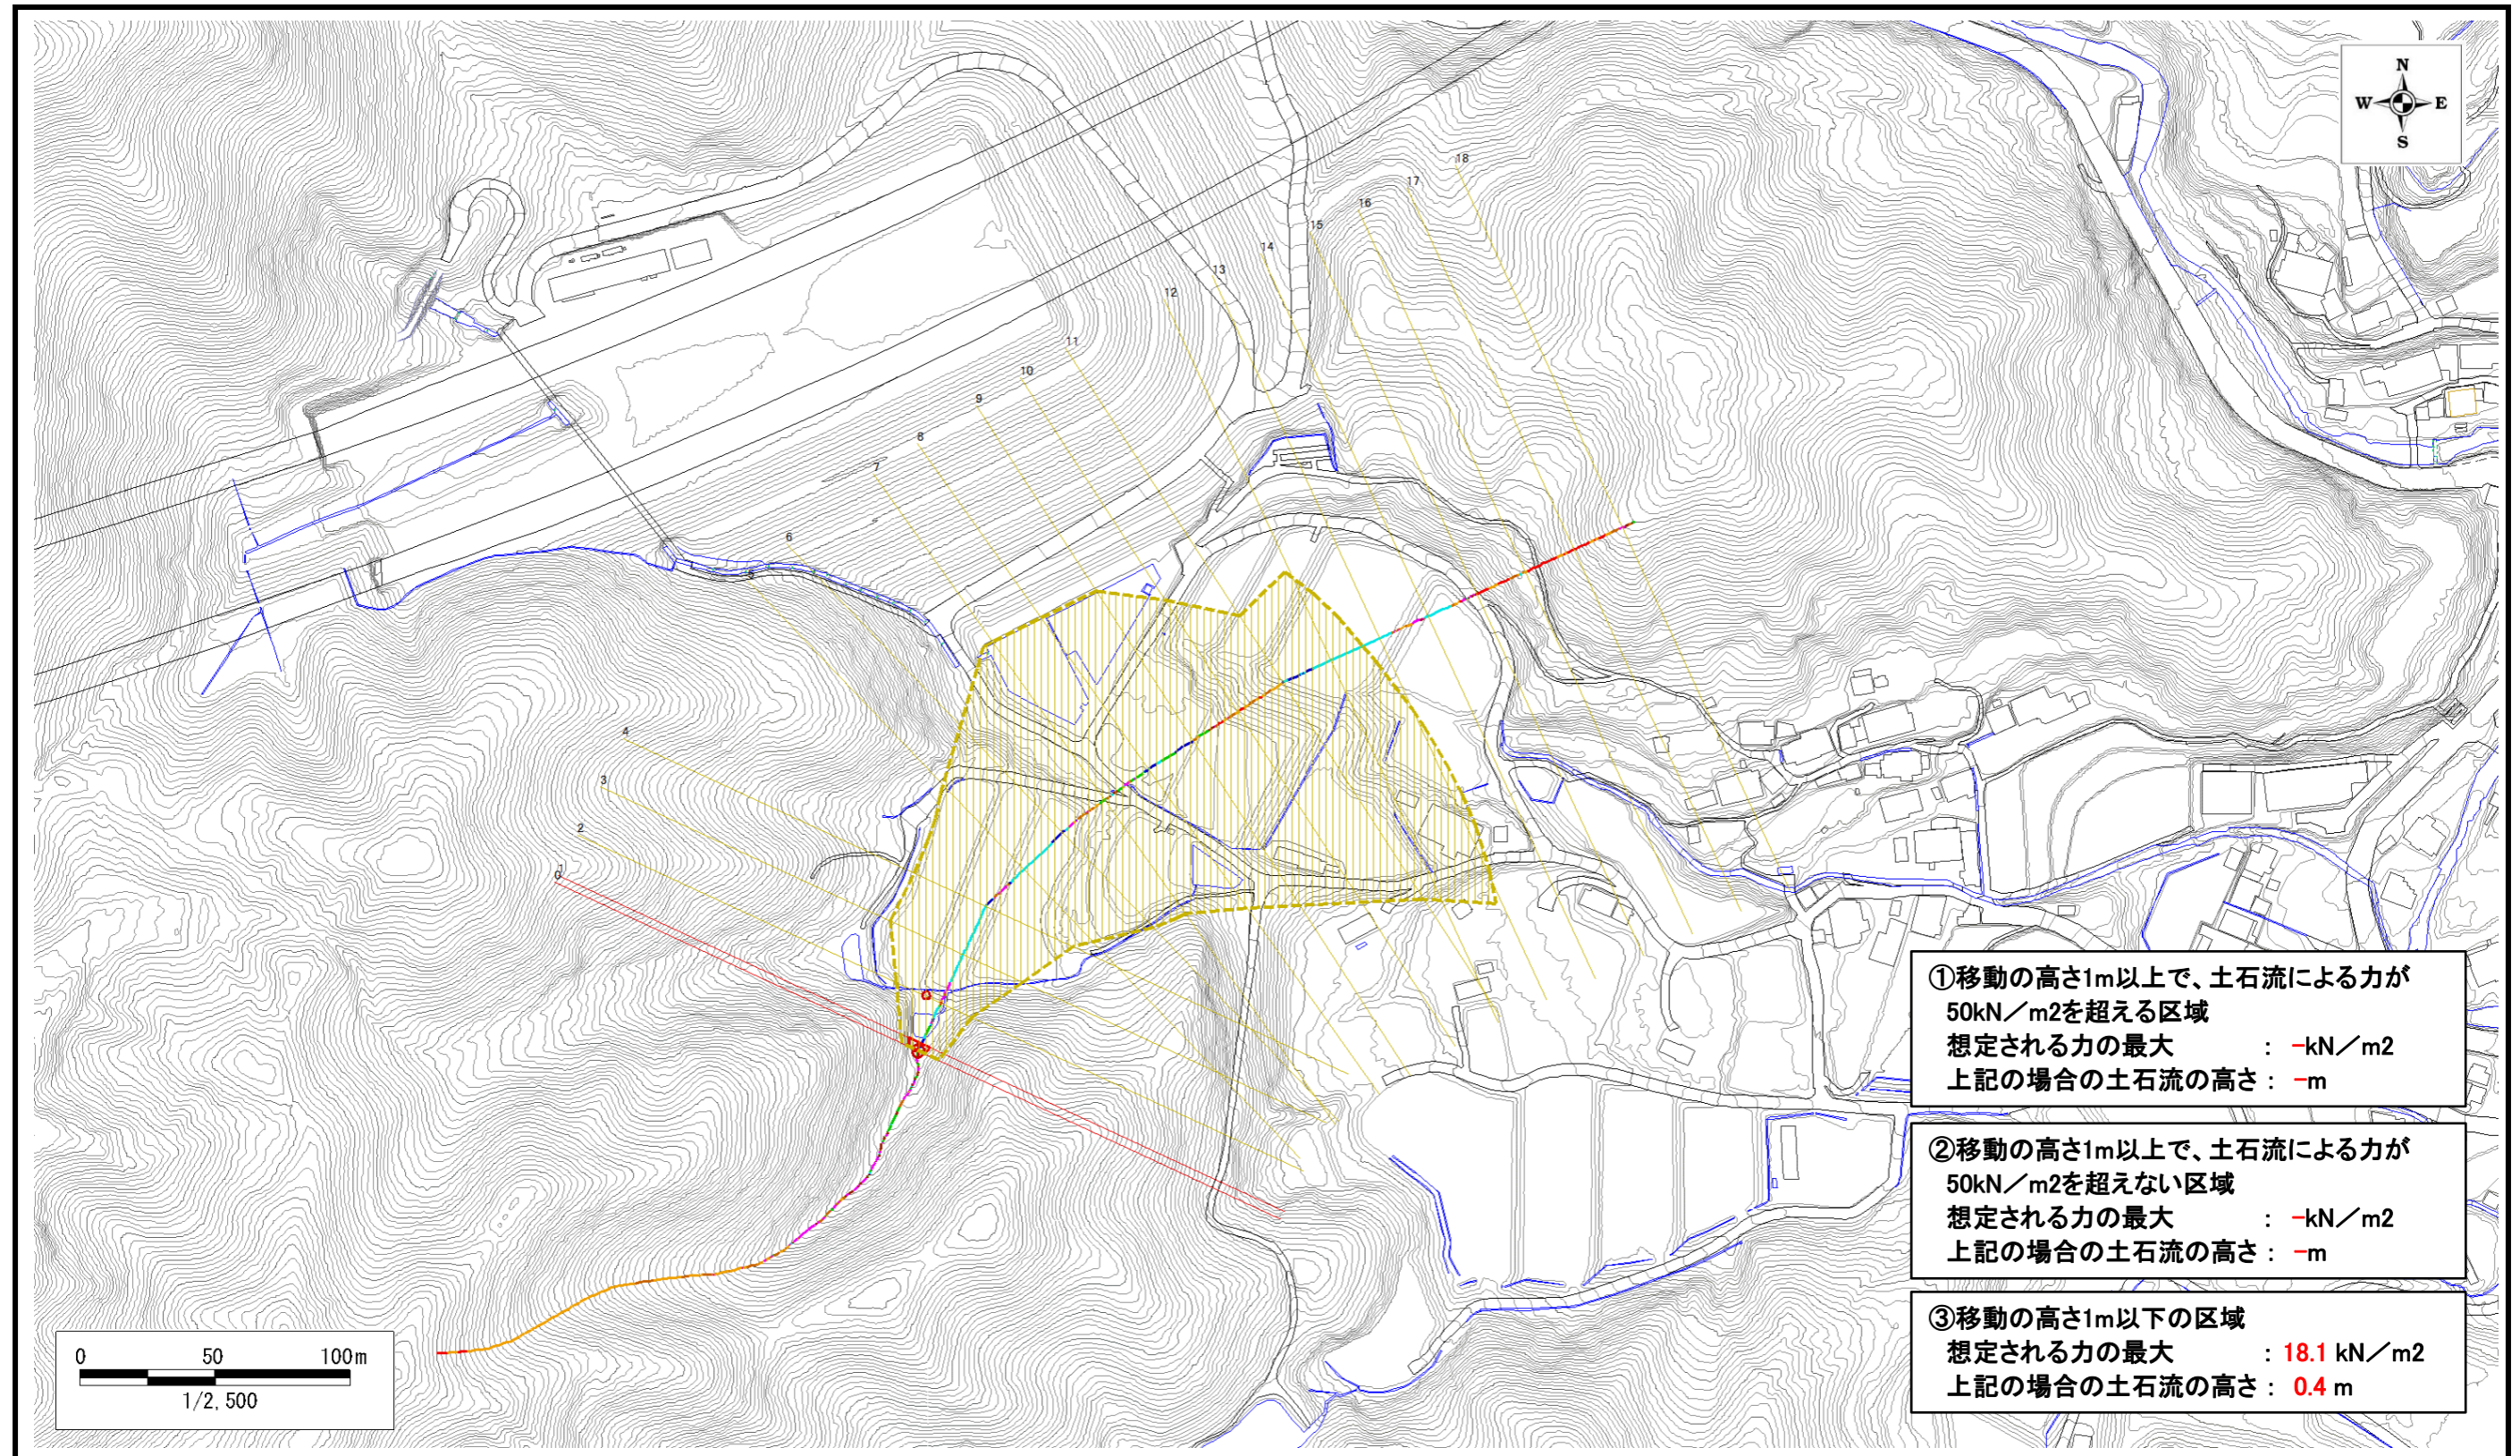 N
W E
S
18
17
16
15
14
13
12
11
10
9
8
7
6
5
4
3
2
1
0
①移動の高さ1m以上で、土石流による力が
50kN／m2を超える区域
想定される力の最大 : -kN／m2
上記の場合の土石流の高さ : -m
②移動の高さ1m以上で、土石流による力が
50kN／m2を超えない区域
想定される力の最大 : -kN／m2
上記の場合の土石流の高さ : -m
③移動の高さ1m以下の区域
想定される力の最大 : 18.1 kN／m2
上記の場合の土石流の高さ : 0.4 m
0 50 100m
1/2,500